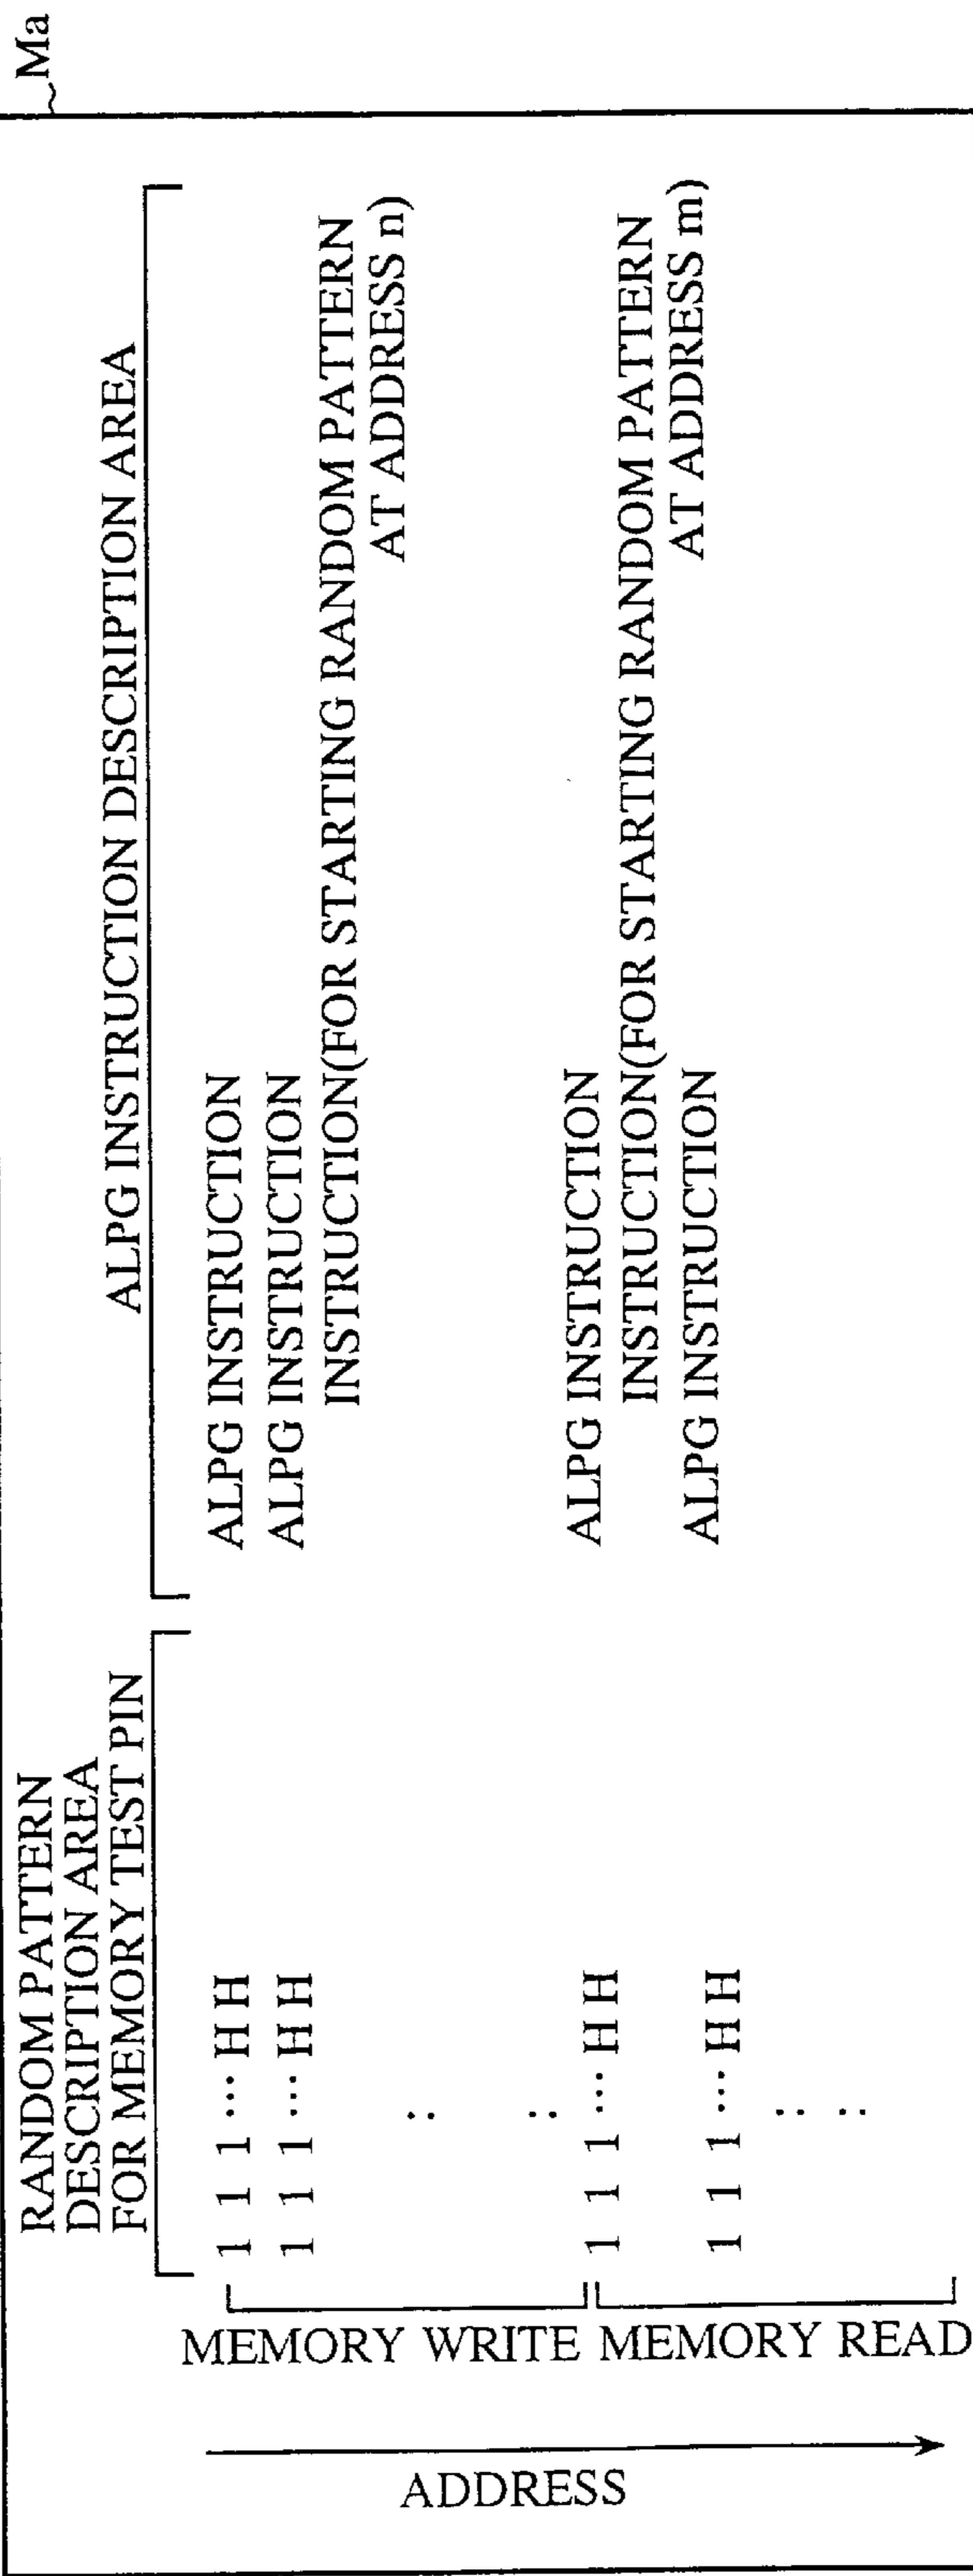 Ma
RANDOM PATTERN
DESCRIPTION AREA
FOR MEMORY TEST PIN
ALPG INSTRUCTION DESCRIPTION AREA
1 1 1 ··· H H
ALPG INSTRUCTION
1 1 1 ··· H H
ALPG INSTRUCTION
INSTRUCTION(FOR STARTING RANDOM PATTERN
AT ADDRESS n)
:
:
1 1 1 ··· H H
ALPG INSTRUCTION
INSTRUCTION(FOR STARTING RANDOM PATTERN
AT ADDRESS m)
1 1 1 ··· H H
ALPG INSTRUCTION
:
:
MEMORY WRITE
MEMORY READ
ADDRESS